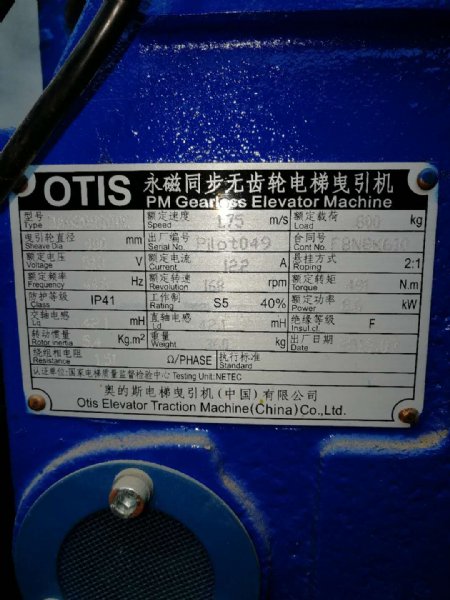 OTIS 永磁同步无齿轮电梯曳引机
PM Gearless Elevator Machine
型号 Type 额定速度 Speed 1.75 m/s 额定载荷 Load 600 kg
曳引轮直径 Sheave Dia mm 出厂编号 Serial No. 合同号 Cont No.
额定电压 Voltage V 额定电流 Current A 悬挂方式 Roping 2:1
额定频率 Frequency Hz 额定转速 Revolution 168 rpm 额定转矩 Torque N.m
防护等级 IP41 工作制 Rating S5 40% 额定功率 Power kW
交轴电感 Lq mH 直轴电感 Ld mH 绝缘等级 Insul.cl. F
转动惯量 Rotor inertia Kg.m² 重量 Weight kg 出厂日期
绕组相电阻 Resistance Ω/PHASE 执行标准 Standard
认证单位:国家电梯质量监督检验中心 Testing Unit:NETEC
奥的斯电梯曳引机(中国)有限公司
Otis Elevator Traction Machine(China)Co.,Ltd.